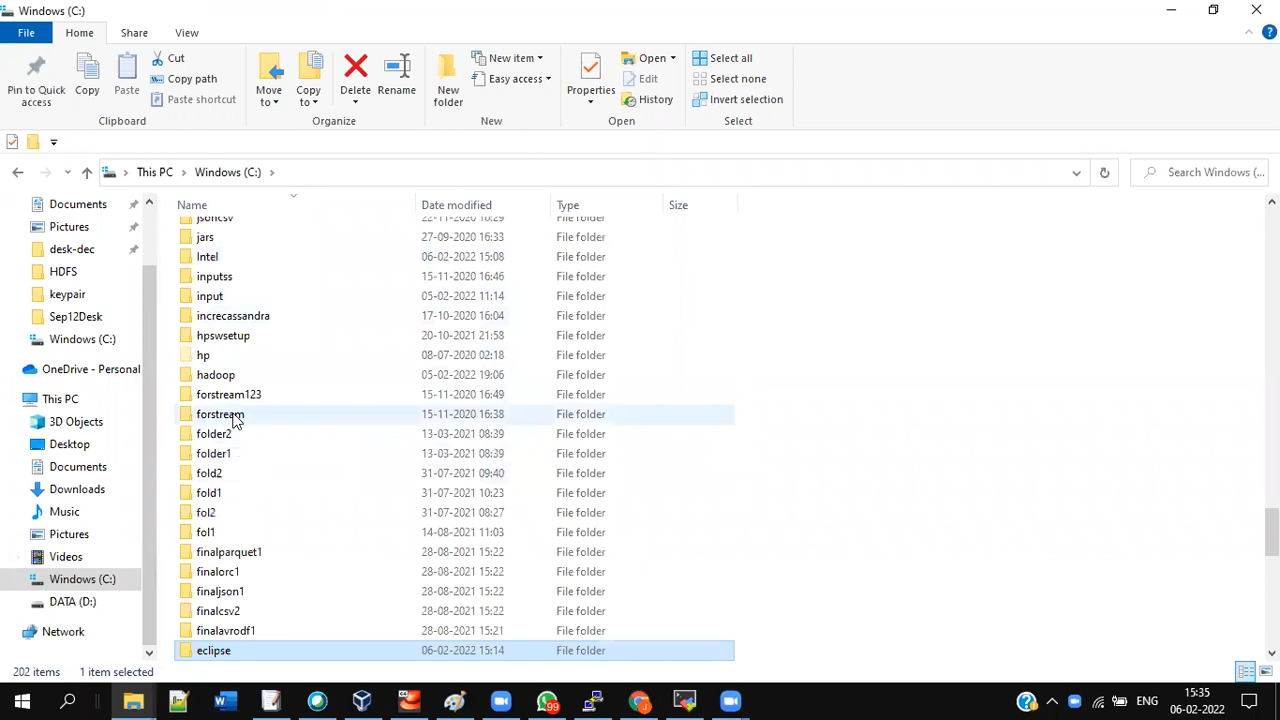 Windows (C:)
File Home Share View
Pin to Quick access
Copy
Paste
Cut
Copy path
Paste shortcut
Clipboard
Move to
Copy to
Delete
Rename
Organize
New folder
New item
Easy access
New
Properties
Open
Edit
History
Open
Select all
Select none
Invert selection
Select
This PC Windows (C:)
Search Windows (...
Name Date modified Type Size
Documents
Pictures
desk-dec
HDFS
keypair
Sep12Desk
Windows (C:)
OneDrive - Personal
This PC
3D Objects
Desktop
Documents
Downloads
Music
Pictures
Videos
Windows (C:)
DATA (D:)
Network
jsoncsv 22-11-2020 16:29 File folder
jars 27-09-2020 16:33 File folder
Intel 06-02-2022 15:08 File folder
inputss 15-11-2020 16:46 File folder
input 05-02-2022 11:14 File folder
increcassandra 17-10-2020 16:04 File folder
hpswsetup 20-10-2021 21:58 File folder
hp 08-07-2020 02:18 File folder
hadoop 05-02-2022 19:06 File folder
forstream123 15-11-2020 16:49 File folder
forstream 15-11-2020 16:38 File folder
folder2 13-03-2021 08:39 File folder
folder1 13-03-2021 08:39 File folder
fold2 31-07-2021 09:40 File folder
fold1 31-07-2021 10:23 File folder
fol2 31-07-2021 08:27 File folder
fol1 14-08-2021 11:03 File folder
finalparquet1 28-08-2021 15:22 File folder
finalorc1 28-08-2021 15:22 File folder
finaljson1 28-08-2021 15:22 File folder
finalcsv2 28-08-2021 15:22 File folder
finalavrodf1 28-08-2021 15:21 File folder
eclipse 06-02-2022 15:14 File folder
202 items 1 item selected
99
ENG
15:35
06-02-2022